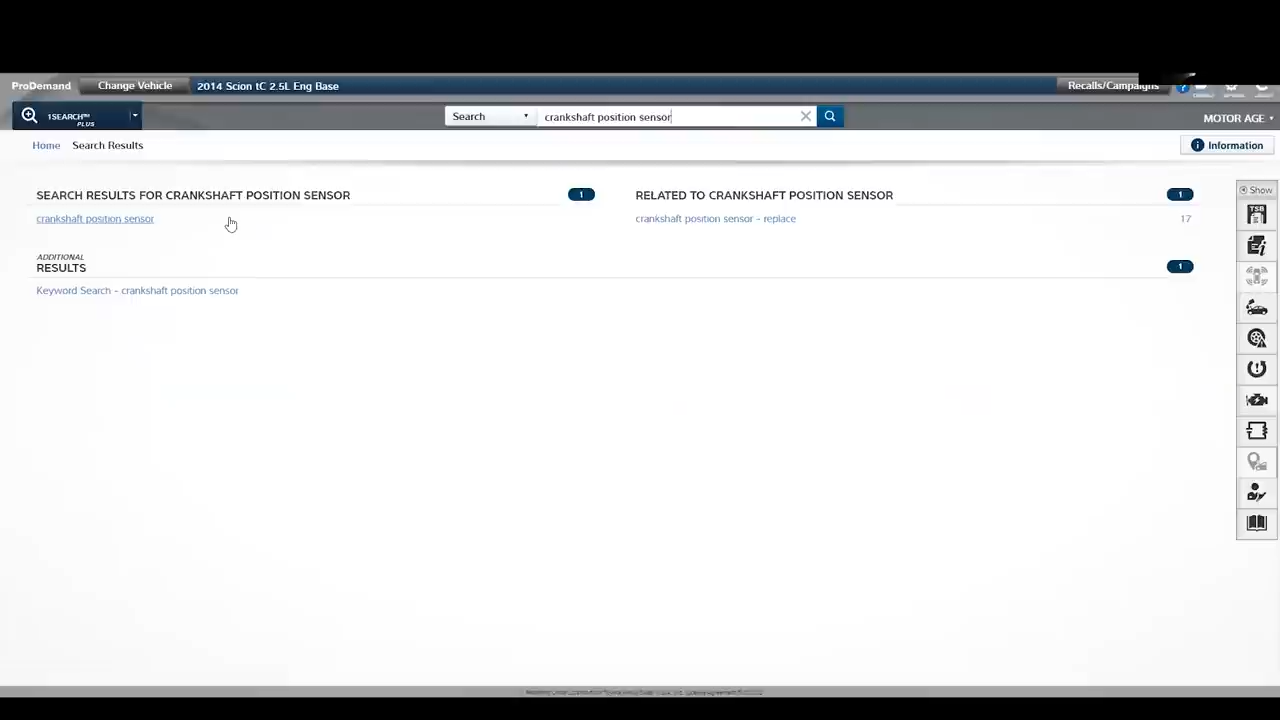 ProDemand Change Vehicle 2014 Scion tC 2.5L Eng Base Recalls/Campaigns
1SEARCH™ PLUS
Search crankshaft position sensor
MOTOR AGE
Home Search Results Information
SEARCH RESULTS FOR CRANKSHAFT POSITION SENSOR 1
crankshaft position sensor
RELATED TO CRANKSHAFT POSITION SENSOR 1
crankshaft position sensor - replace 17
ADDITIONAL
RESULTS 1
Keyword Search - crankshaft position sensor
Show
TSB